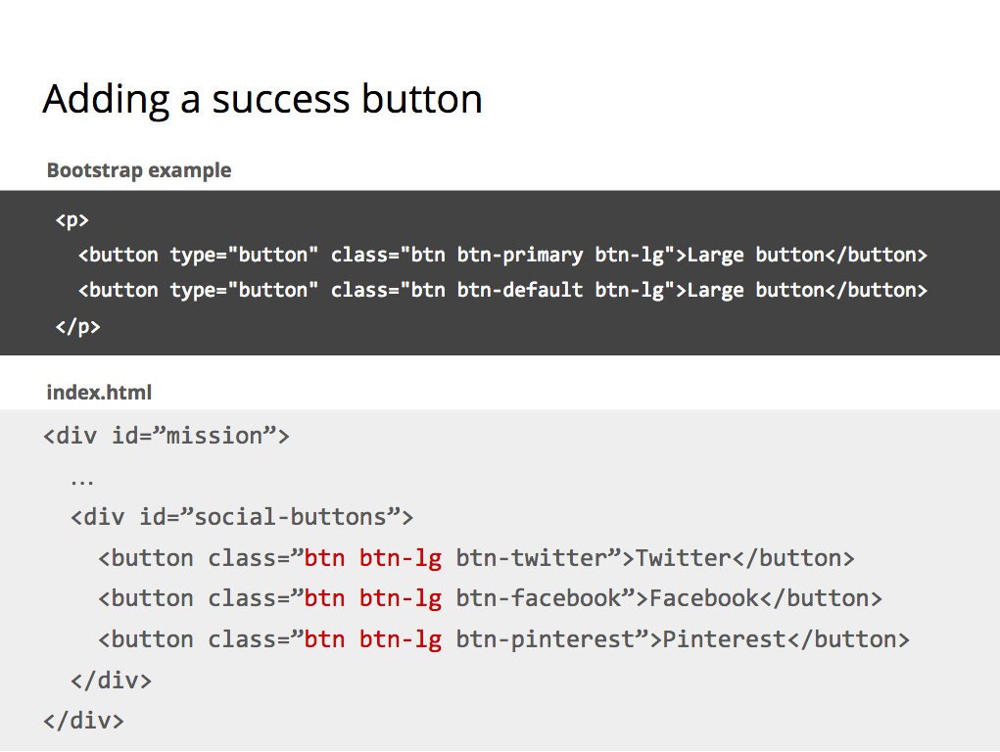 Adding a success button
Bootstrap example
<p>
<button type="button" class="btn btn-primary btn-lg">Large button</button>
<button type="button" class="btn btn-default btn-lg">Large button</button>
</p>
index.html
<div id=”mission”>
...
<div id=”social-buttons”>
<button class=”btn btn-lg btn-twitter”>Twitter</button>
<button class=”btn btn-lg btn-facebook”>Facebook</button>
<button class=”btn btn-lg btn-pinterest”>Pinterest</button>
</div>
</div>